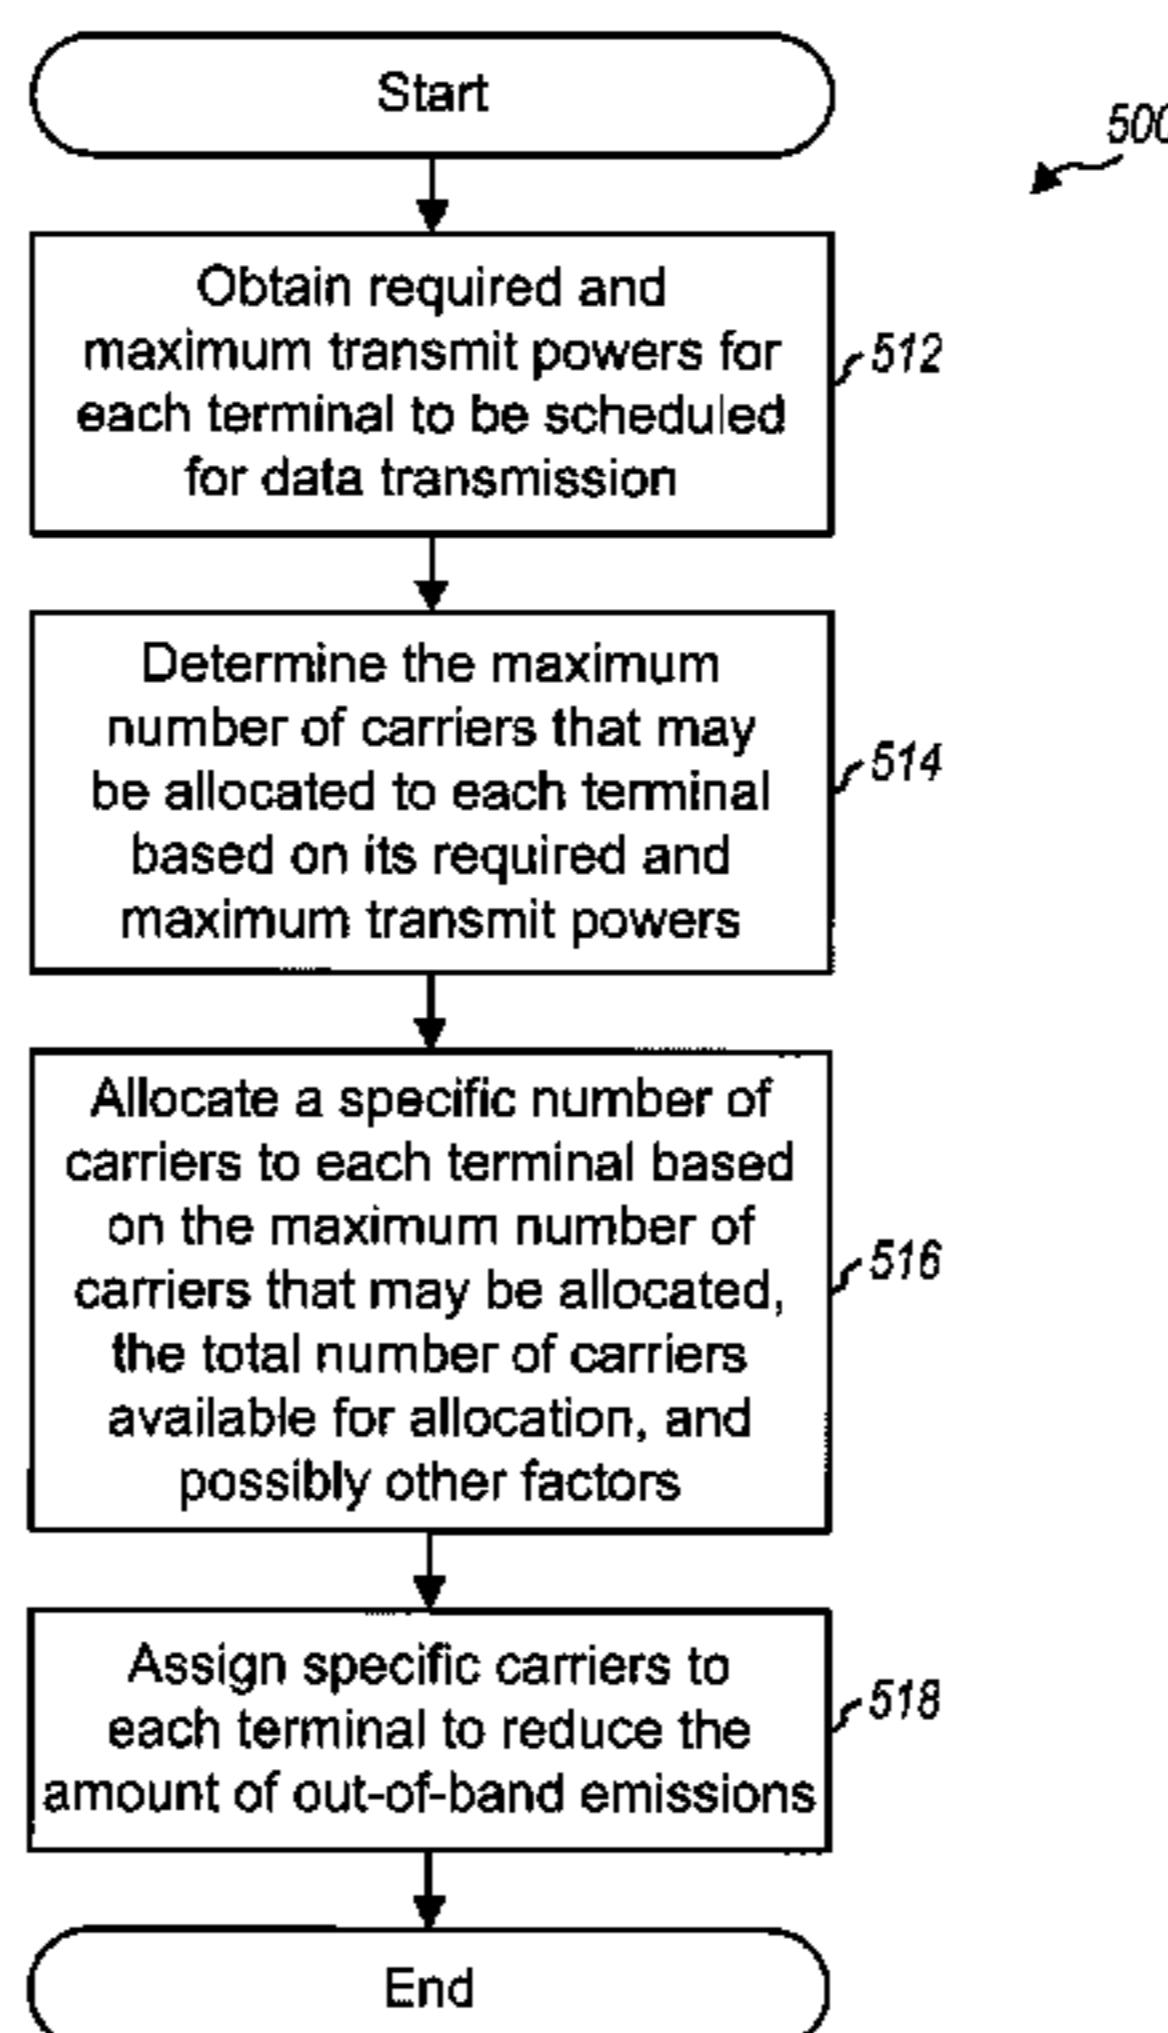 Start
500
Obtain required and
maximum transmit powers for
each terminal to be scheduled
for data transmission
512
Determine the maximum
number of carriers that may
be allocated to each terminal
based on its required and
maximum transmit powers
514
Allocate a specific number of
carriers to each terminal based
on the maximum number of
carriers that may be allocated,
the total number of carriers
available for allocation, and
possibly other factors
516
Assign specific carriers to
each terminal to reduce the
amount of out-of-band emissions
518
End